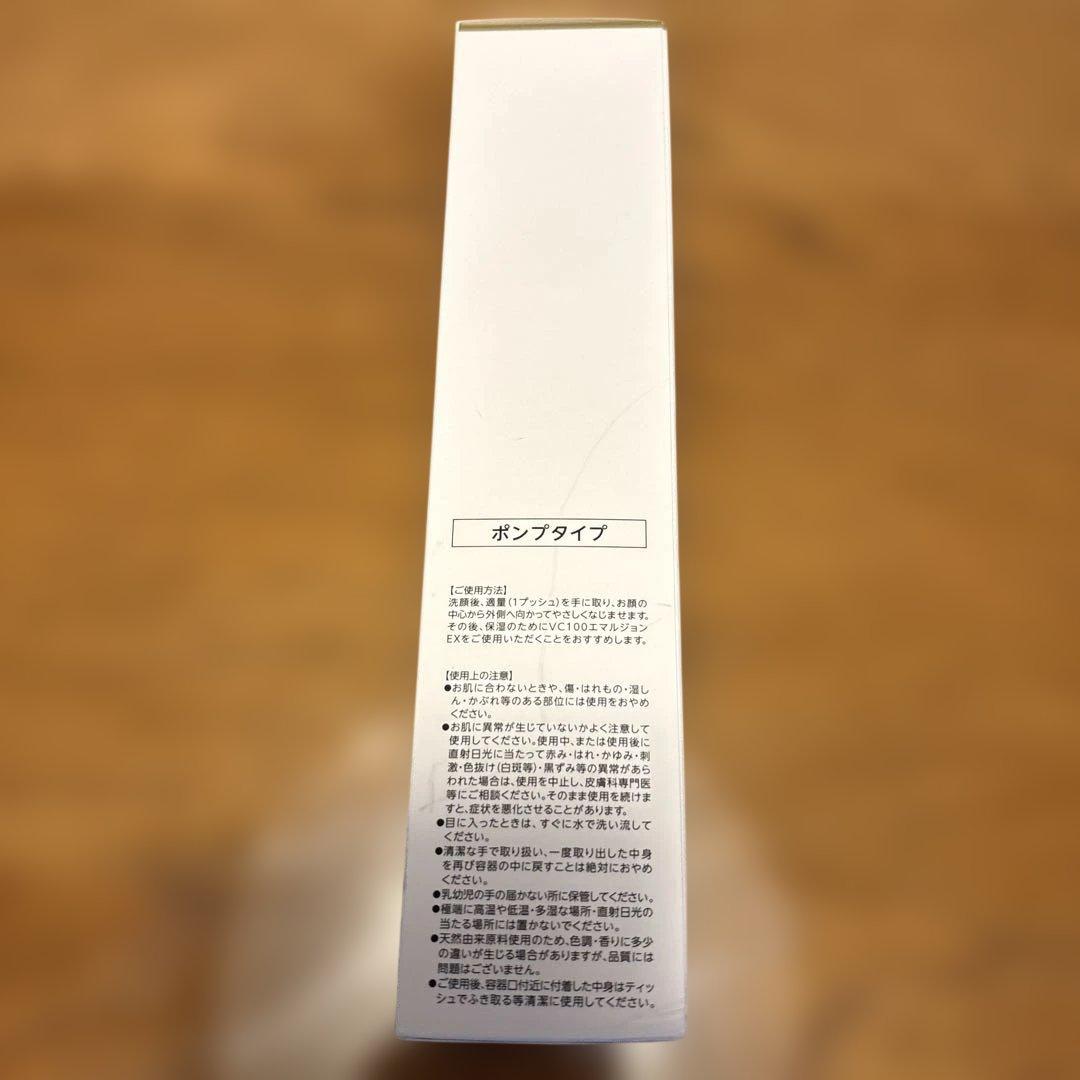 ポンプタイプ
【ご使用方法】
洗顔後、適量(1プッシュ)を手に取り、お顔の
中心から外側へ向かってやさしくなじませます。
その後、保湿のためにVC100エマルジョン
EXをご使用いただくことをおすすめします。
【使用上の注意】
●お肌に合わないときや、傷・はれもの・湿し
ん・かぶれ等のある部位には使用をおやめ
ください。
●お肌に異常が生じていないかよく注意して
使用してください。使用中、または使用後に
直射日光に当たって赤み・はれ・かゆみ・刺
激・色抜け(白斑等)・黒ずみ等の異常があら
われた場合は、使用を中止し、皮膚科専門医
等にご相談ください。そのまま使用を続けま
すと、症状を悪化させることがあります。
●目に入ったときは、すぐに水で洗い流して
ください。
●清潔な手で取り扱い、一度取り出した中身
を再び容器の中に戻すことは絶対におやめ
ください。
●乳幼児の手の届かない所に保管してください。
●極端に高温や低温・多湿な場所・直射日光の
当たる場所には置かないでください。
●天然由来原料使用のため、色調・香りに多少
の違いが生じる場合がありますが、品質には
問題はございません。
●ご使用後、容器口付近に付着した中身はティッ
シュでふき取る等清潔に使用してください。